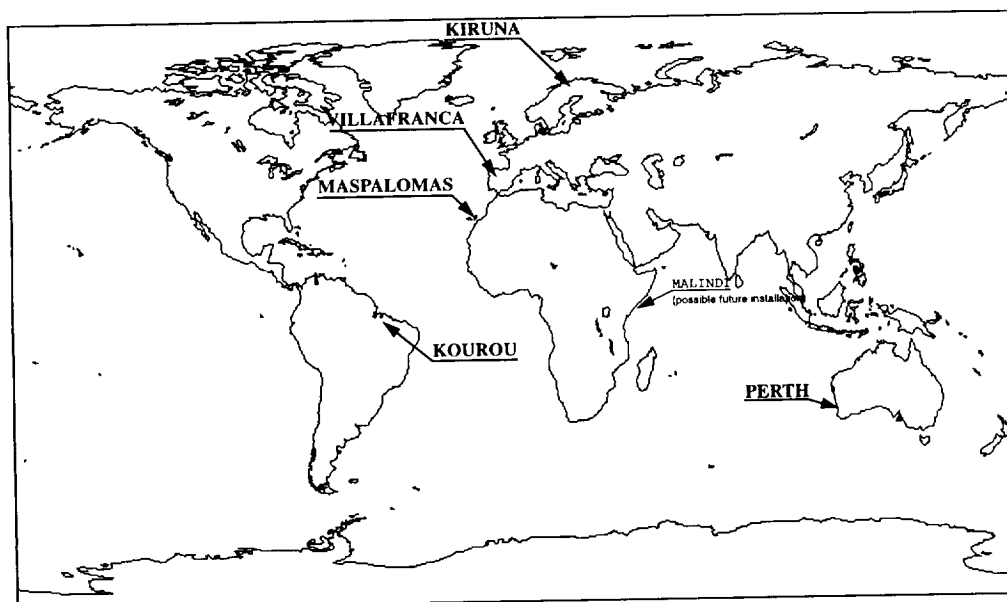 KIRUNA
VILLAFRANCA
MASPALOMAS
MALINDI
(possible future installation)
KOUROU
PERTH